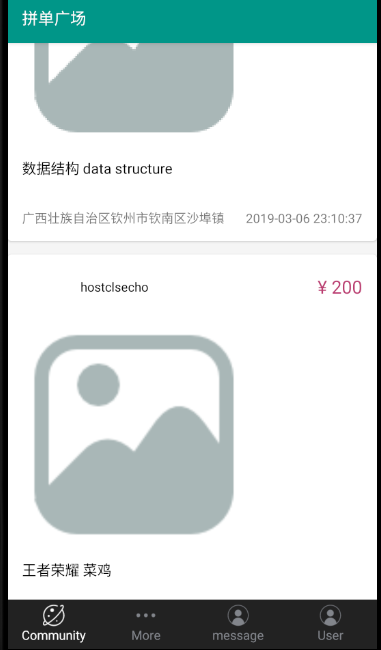 拼单广场
数据结构 data structure
广西壮族自治区钦州市钦南区沙埠镇 2019-03-06 23:10:37
hostclsecho ¥ 200
王者荣耀 菜鸡
Community More message User